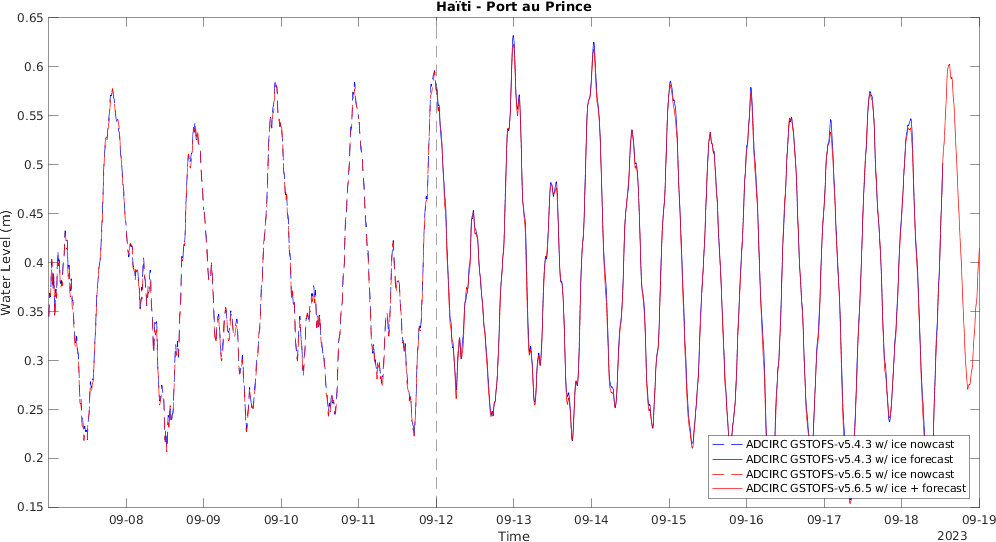 Haïti - Port au Prince
0.65
0.6
0.55
0.5
0.45
0.4
0.35
0.3
0.25
0.2
0.15
Water Level (m)
ADCIRC GSTOFS-v5.4.3 w/ ice nowcast
ADCIRC GSTOFS-v5.4.3 w/ ice forecast
ADCIRC GSTOFS-v5.6.5 w/ ice nowcast
ADCIRC GSTOFS-v5.6.5 w/ ice + forecast
09-08 09-09 09-10 09-11 09-12 09-13 09-14 09-15 09-16 09-17 09-18 09-19
Time
2023